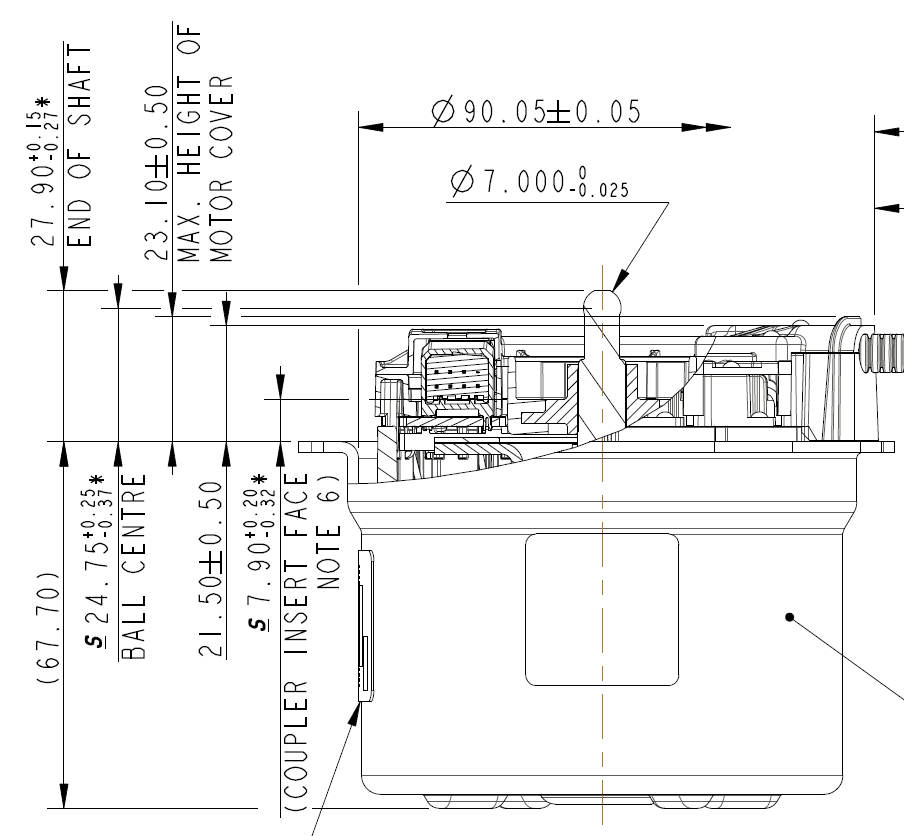 27.90 +0.15 -0.27 *
END OF SHAFT
23.10±0.50
MAX. HEIGHT OF
MOTOR COVER
Ø90.05±0.05
Ø7.000 0 -0.025
(67.70)
S 24.75 +0.25 -0.37 *
BALL CENTRE
21.50±0.50
S 7.90 +0.20 -0.32 *
(COUPLER INSERT FACE
NOTE 6)